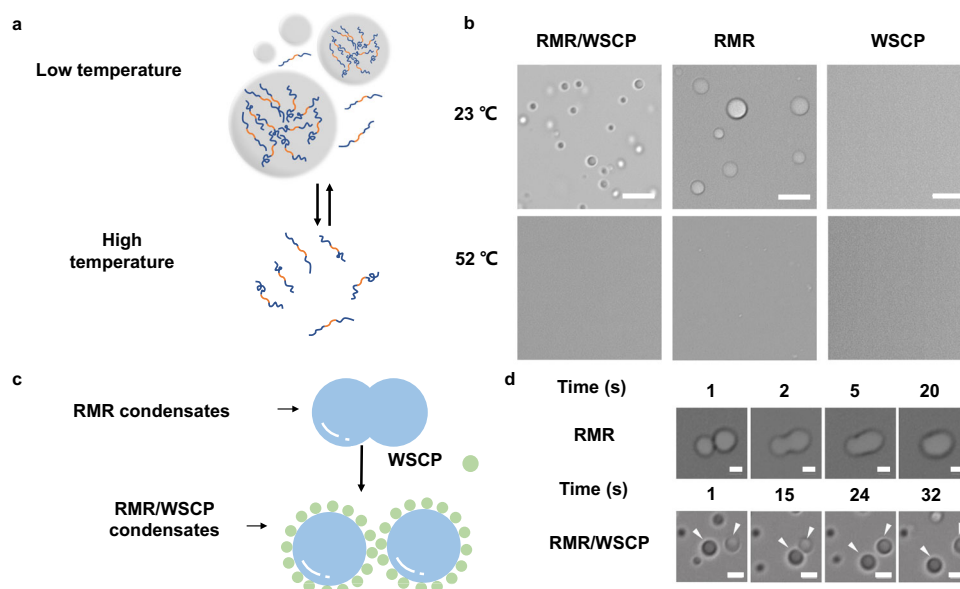 a
Low temperature
High
temperature
b
RMR/WSCP
RMR
WSCP
23 ℃
52 ℃
c
RMR condensates
WSCP
RMR/WSCP
condensates
d
Time (s)
1
2
5
20
RMR
Time (s)
1
15
24
32
RMR/WSCP